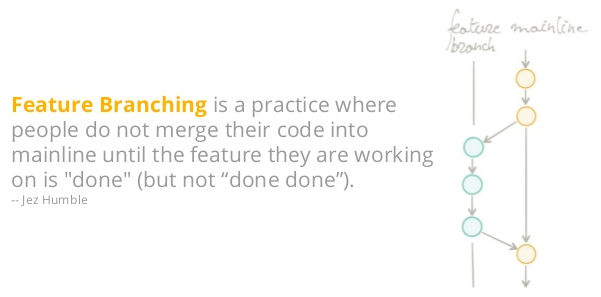 feature mainline
branch
Feature Branching is a practice where
people do not merge their code into
mainline until the feature they are working
on is "done" (but not “done done”).
-- Jez Humble